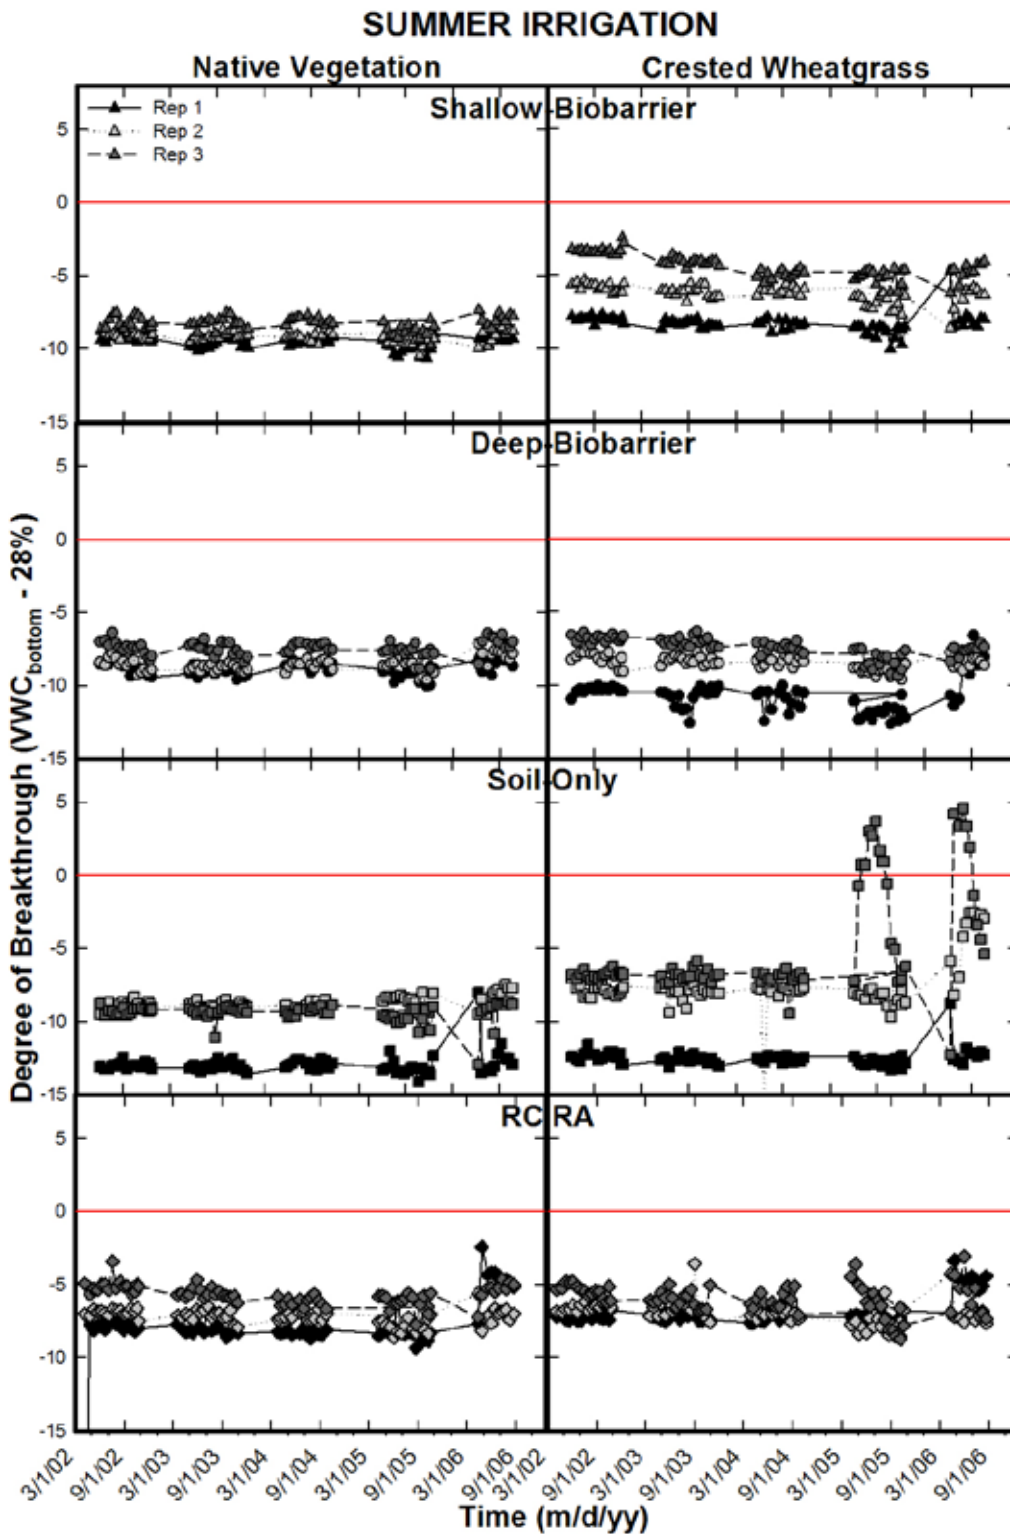 SUMMER IRRIGATION
Native Vegetation Crested Wheatgrass
Shallow-Biobarrier
Rep 1
Rep 2
Rep 3
5
0
-5
-10
-15
Deep-Biobarrier
5
0
-5
-10
-15
Soil-Only
5
0
-5
-10
-15
RCRA
5
0
-5
-10
-15
Degree of Breakthrough (VWCbottom - 28%)
3/1/02 9/1/02 3/1/03 9/1/03 3/1/04 9/1/04 3/1/05 9/1/05 3/1/06 9/1/06 3/1/02 9/1/02 3/1/03 9/1/03 3/1/04 9/1/04 3/1/05 9/1/05 3/1/06 9/1/06
Time (m/d/yy)